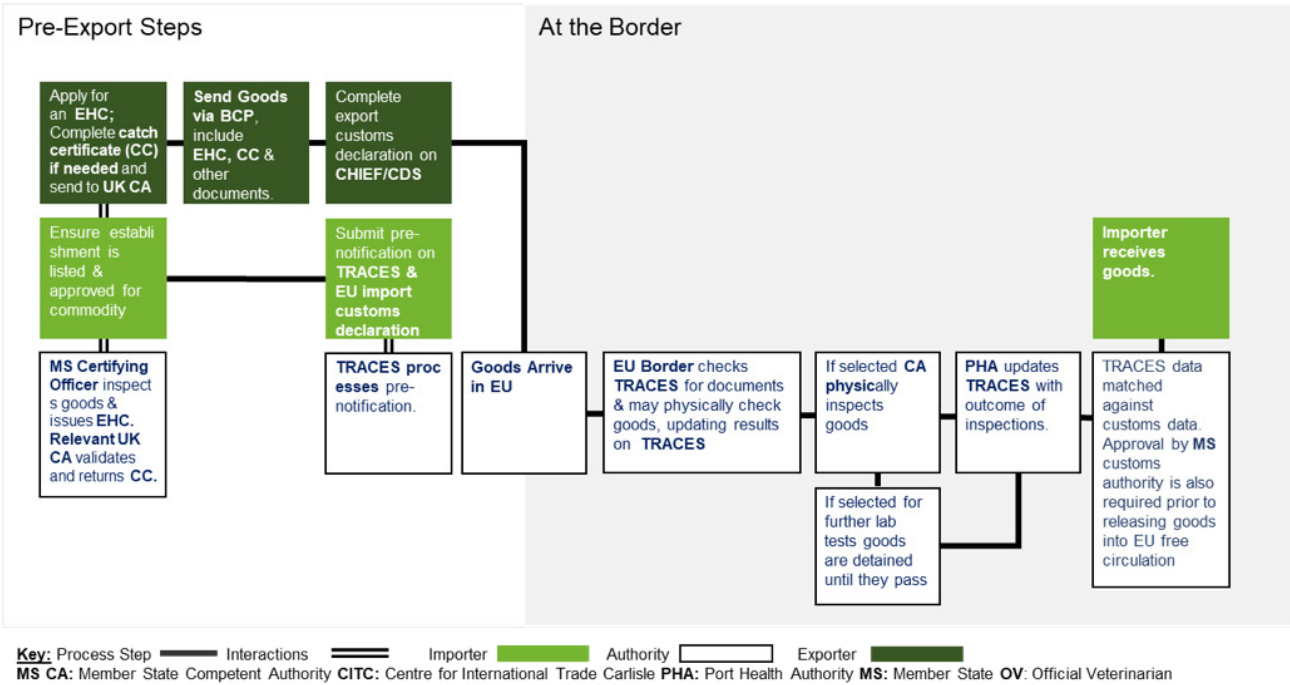 Pre-Export Steps
At the Border
Apply for
an EHC;
Complete catch
certificate (CC)
if needed and
send to UK CA
Send Goods
via BCP,
include
EHC, CC &
other
documents.
Complete
export
customs
declaration on
CHIEF/CDS
Ensure establi
shment is
listed &
approved for
commodity
Submit pre-
notification on
TRACES &
EU import
customs
declaration
Importer
receives
goods.
MS Certifying
Officer inspect
s goods &
issues EHC.
Relevant UK
CA validates
and returns CC.
TRACES proc
esses pre-
notification.
Goods Arrive
in EU
EU Border checks
TRACES for documents
& may physically check
goods, updating results
on TRACES
If selected CA
physically
inspects
goods
PHA updates
TRACES with
outcome of
inspections.
TRACES data
matched
against
customs data.
Approval by MS
customs
authority is also
required prior to
releasing goods
into EU free
circulation
If selected for
further lab
tests goods
are detained
until they pass
Key: Process Step Interactions Importer Authority Exporter
MS CA: Member State Competent Authority CITC: Centre for International Trade Carlisle PHA: Port Health Authority MS: Member State OV: Official Veterinarian